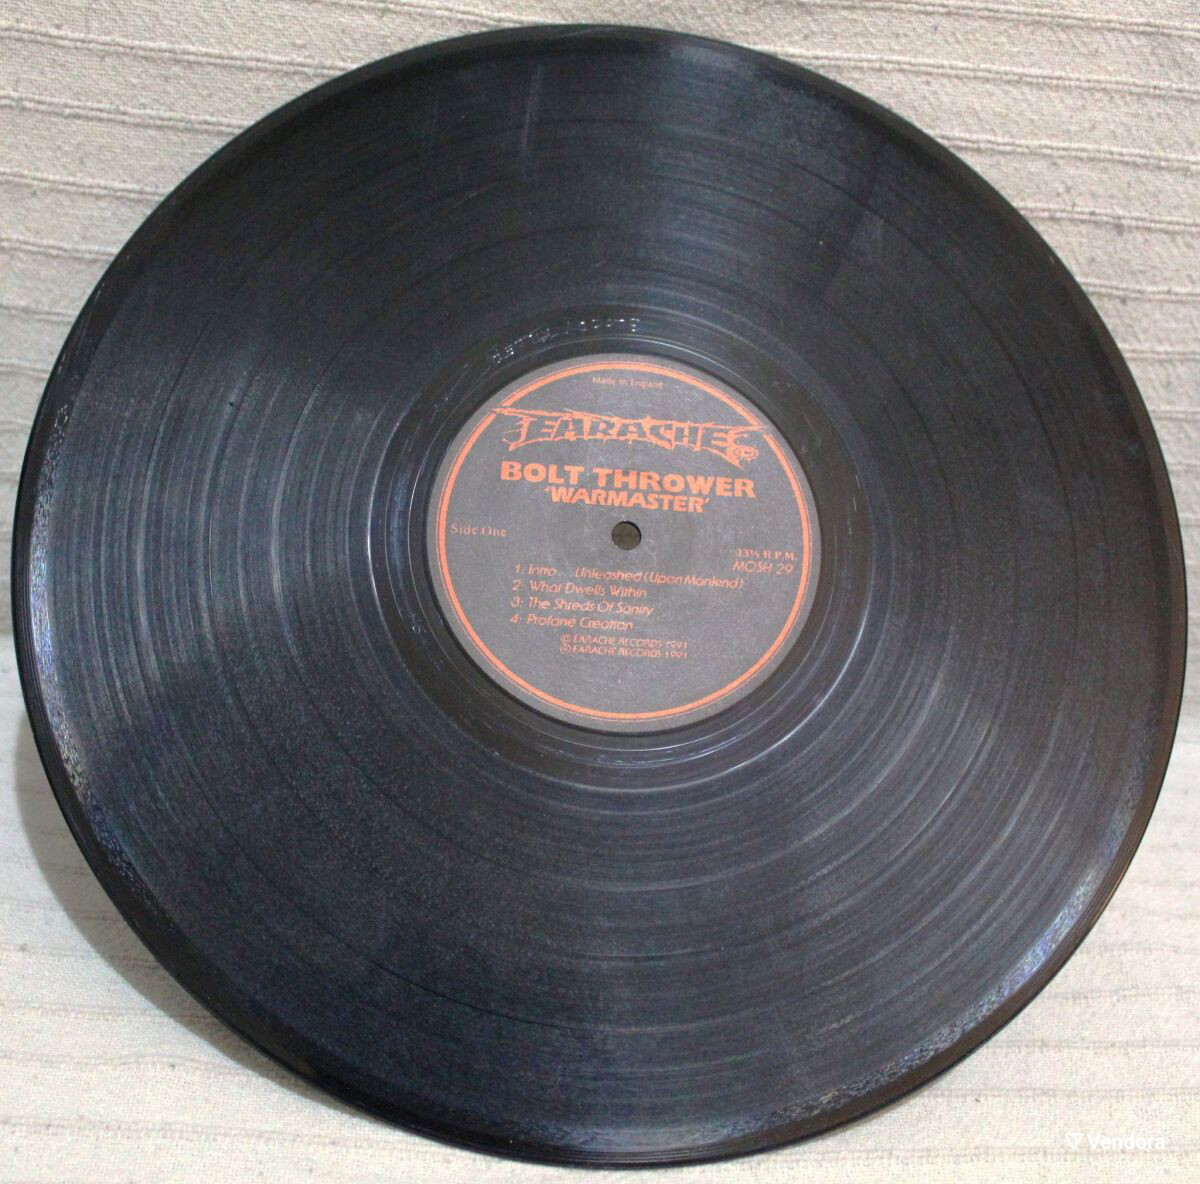 Made in England
EARACHE
BOLT THROWER
'WARMASTER'
Side One
33⅓ R.P.M.
MOSH 29
1: Intro... Unleashed (Upon Mankind)
2: What Dwells Within
3: The Shreds Of Sanity
4: Profane Creation
© EARACHE RECORDS 1991
℗ EARACHE RECORDS 1991
Vendora